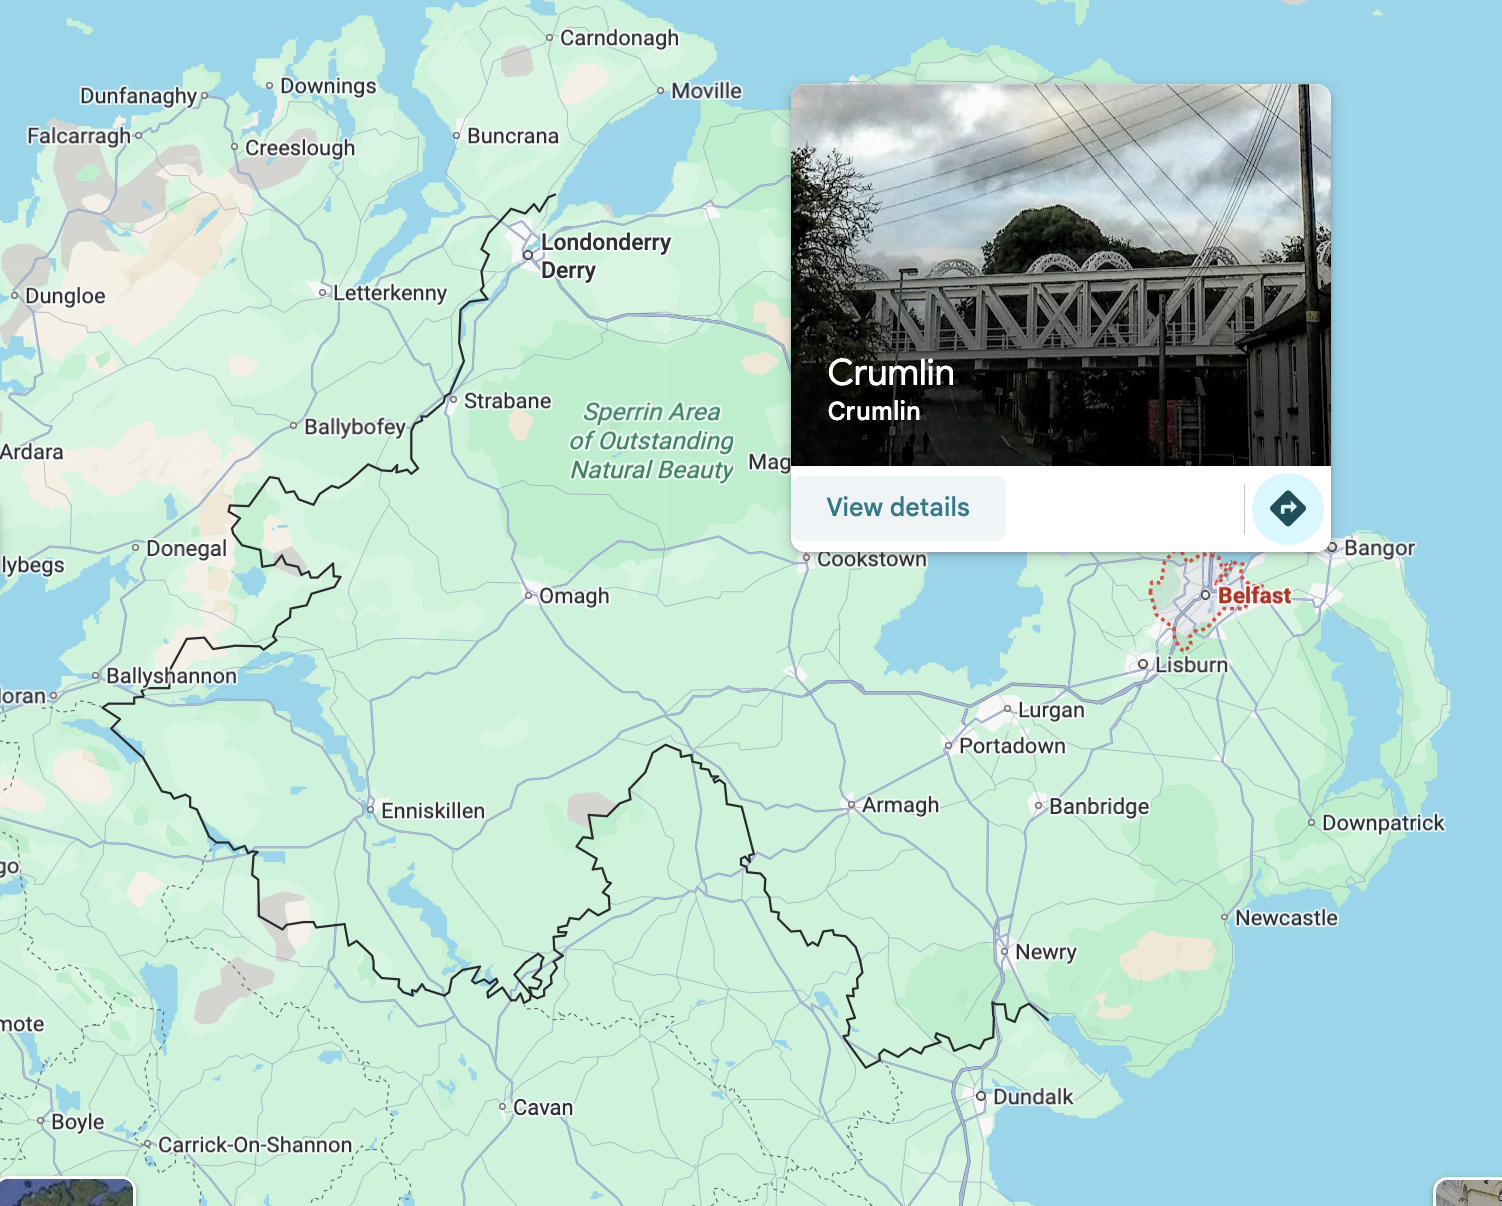 Carndonagh
Downings
Dunfanaghy
Moville
Falcarragh
Buncrana
Creeslough
Londonderry
Derry
Dungloe
Letterkenny
Crumlin
Crumlin
Strabane
Sperrin Area
of Outstanding
Natural Beauty
Ballybofey
Ardara
Mag
View details
Donegal
Bangor
Cookstown
lybegs
Omagh
Belfast
Lisburn
Ballyshannon
loran
Lurgan
Portadown
Enniskillen
Armagh
Banbridge
Downpatrick
go
Newcastle
Newry
mote
Dundalk
Cavan
Boyle
Carrick-On-Shannon